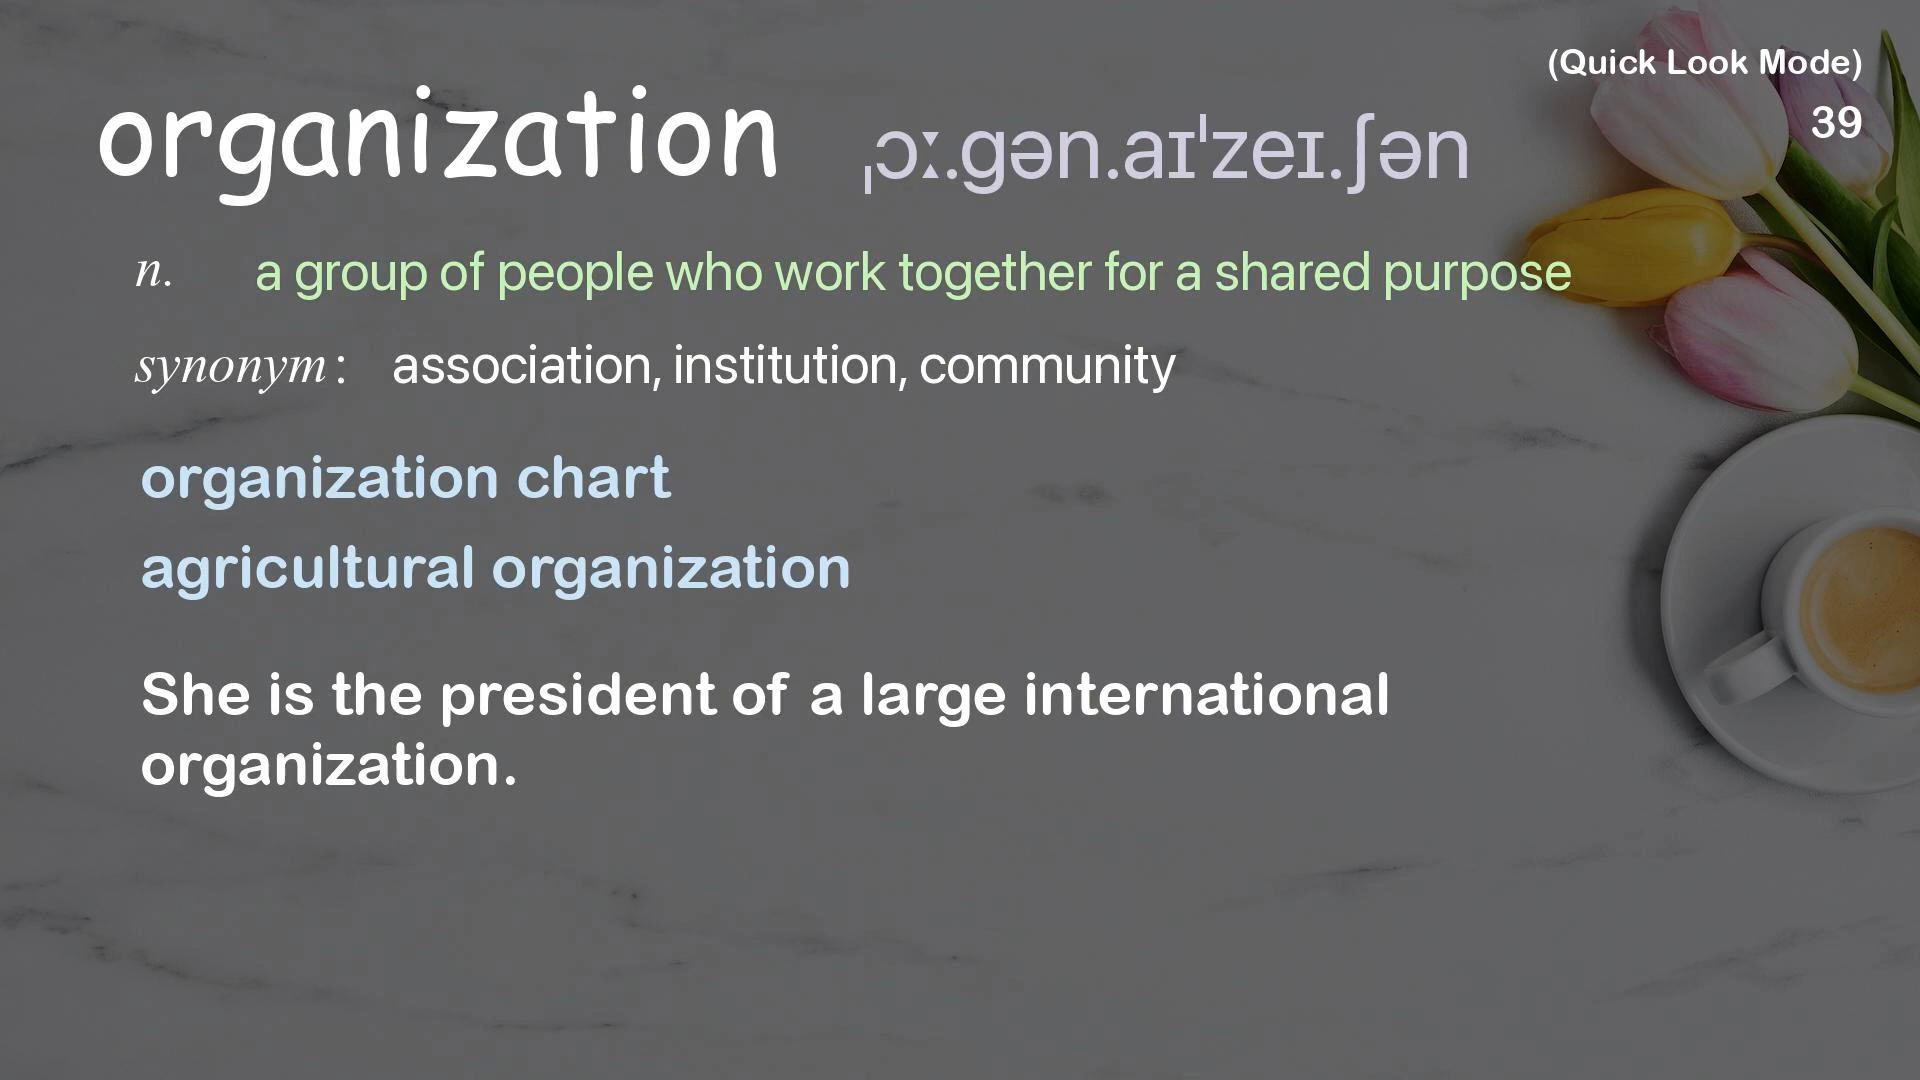 (Quick Look Mode)
39
organization ˌɔː.ɡən.aɪˈzeɪ.ʃən
n. a group of people who work together for a shared purpose
synonym: association, institution, community
organization chart
agricultural organization
She is the president of a large international
organization.